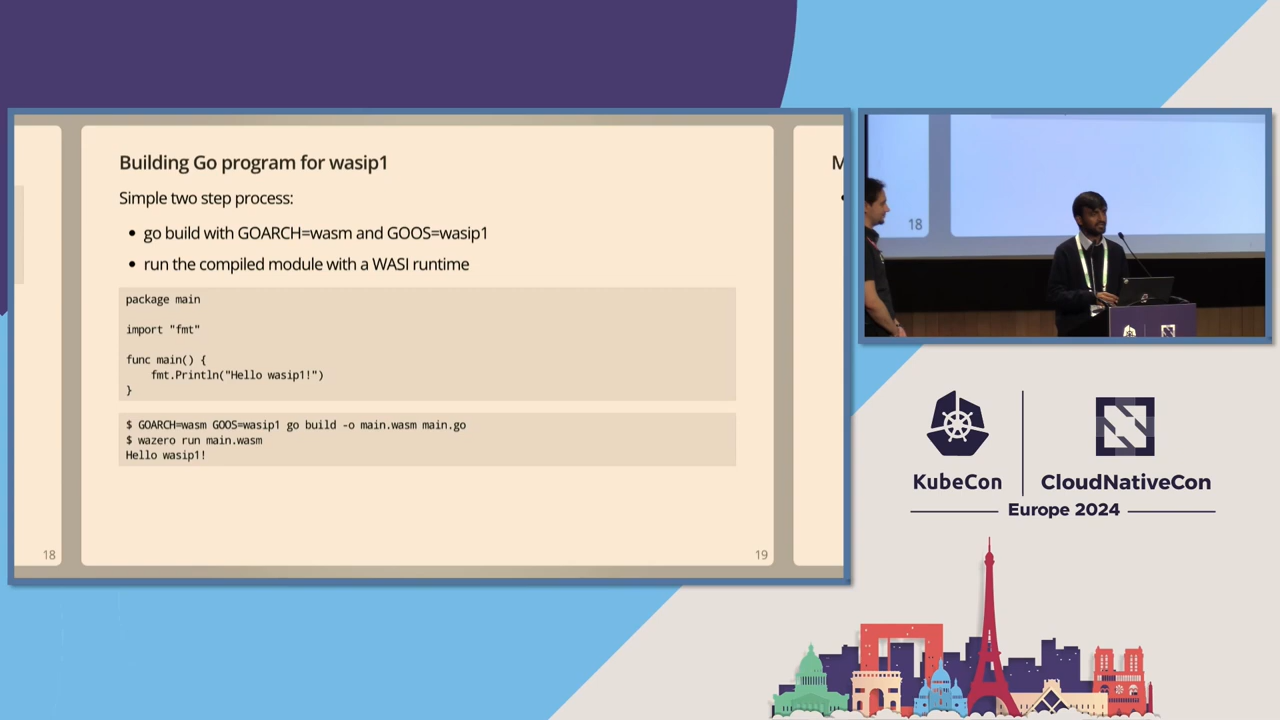 Building Go program for wasip1
Simple two step process:
• go build with GOARCH=wasm and GOOS=wasip1
• run the compiled module with a WASI runtime
package main
import "fmt"
func main() {
    fmt.Println("Hello wasip1!")
}
$ GOARCH=wasm GOOS=wasip1 go build -o main.wasm main.go
$ wazero run main.wasm
Hello wasip1!
18
19
M
18
KubeCon
CloudNativeCon
Europe 2024